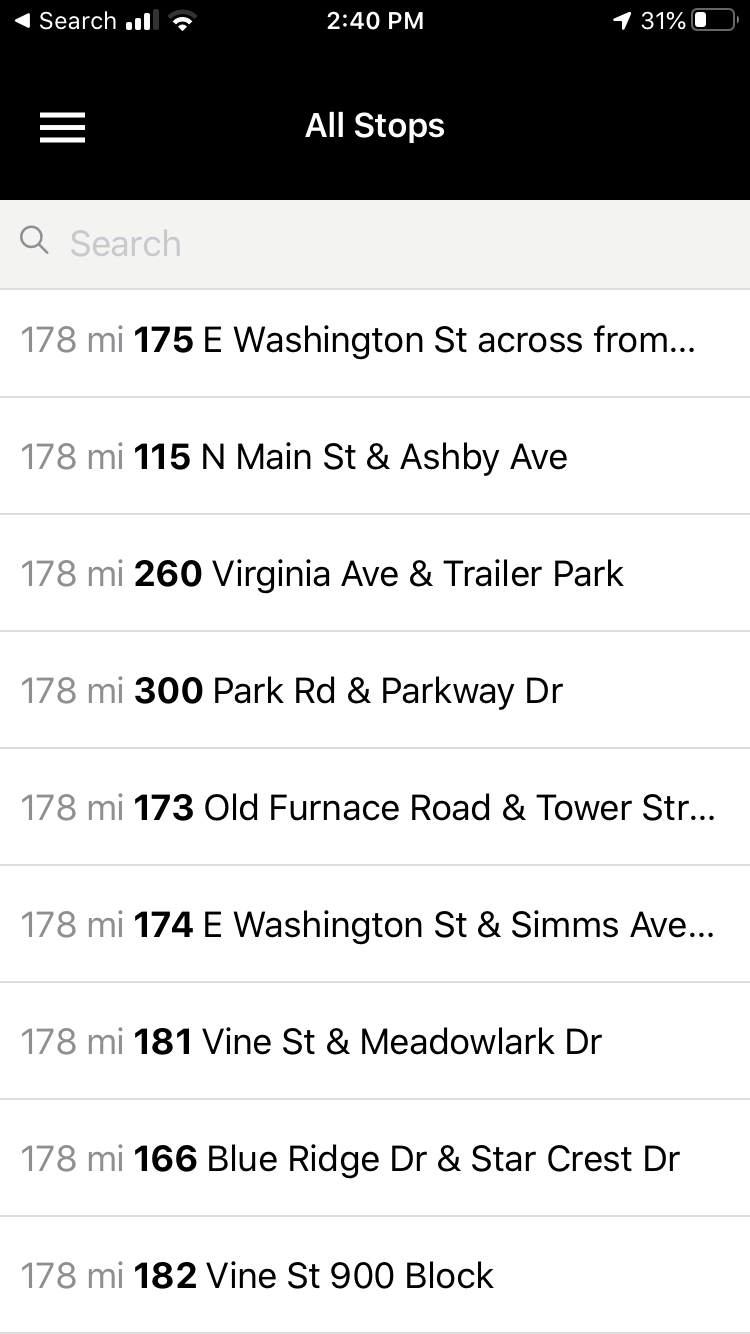 Search 2:40 PM 31%
All Stops
Search
178 mi 175 E Washington St across from...
178 mi 115 N Main St & Ashby Ave
178 mi 260 Virginia Ave & Trailer Park
178 mi 300 Park Rd & Parkway Dr
178 mi 173 Old Furnace Road & Tower Str...
178 mi 174 E Washington St & Simms Ave...
178 mi 181 Vine St & Meadowlark Dr
178 mi 166 Blue Ridge Dr & Star Crest Dr
178 mi 182 Vine St 900 Block